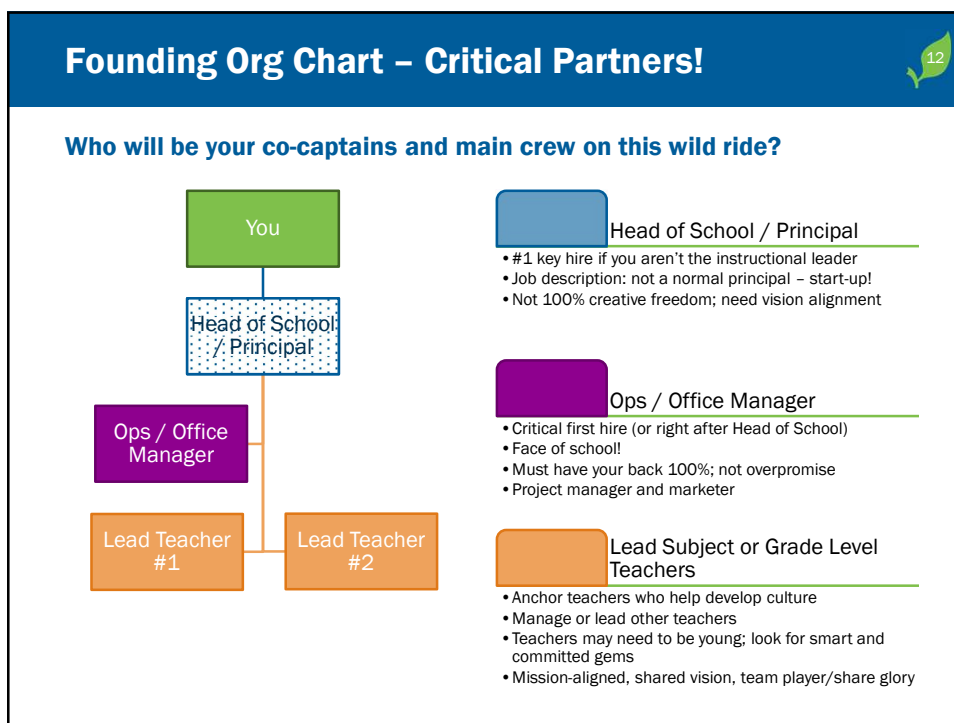 Founding Org Chart – Critical Partners!
12
Who will be your co-captains and main crew on this wild ride?
You
Head of School
/ Principal
Ops / Office
Manager
Lead Teacher
#1
Lead Teacher
#2
Head of School / Principal
•#1 key hire if you aren't the instructional leader
•Job description: not a normal principal – start-up!
•Not 100% creative freedom; need vision alignment
Ops / Office Manager
•Critical first hire (or right after Head of School)
•Face of school!
•Must have your back 100%; not overpromise
•Project manager and marketer
Lead Subject or Grade Level
Teachers
•Anchor teachers who help develop culture
•Manage or lead other teachers
•Teachers may need to be young; look for smart and
committed gems
•Mission-aligned, shared vision, team player/share glory